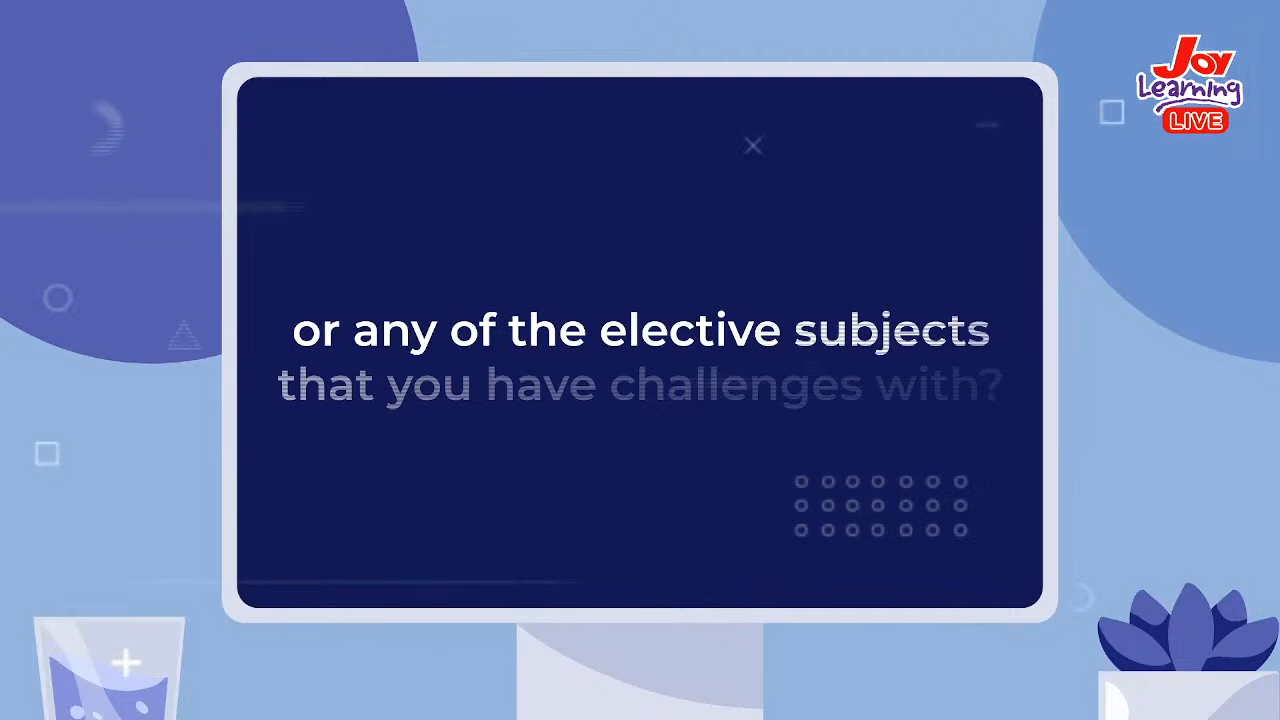 Joy
Learning
LIVE
or any of the elective subjects
that you have challenges with?